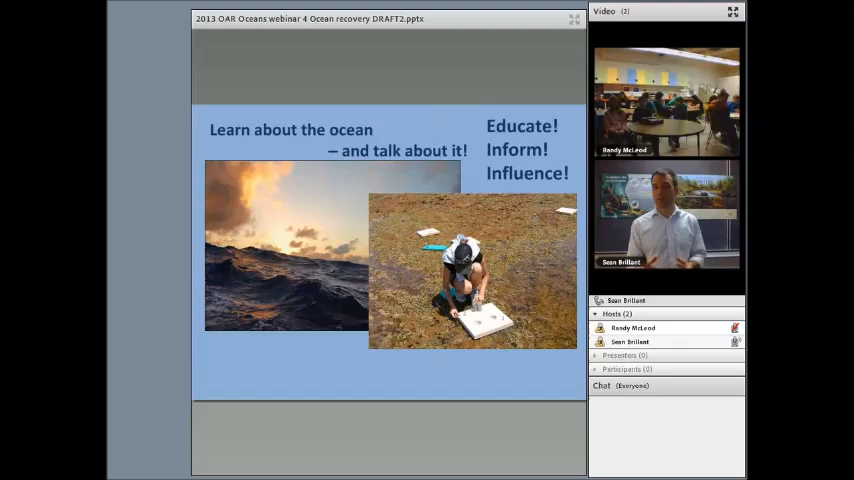 2013 OAR Oceans webinar 4 Ocean recovery DRAFT2.pptx
Learn about the ocean
– and talk about it!
Educate!
Inform!
Influence!
Video (2)
Randy McLeod
Sean Brillant
Sean Brillant
Hosts (2)
Randy McLeod
Sean Brillant
Presenters (0)
Participants (0)
Chat (Everyone)